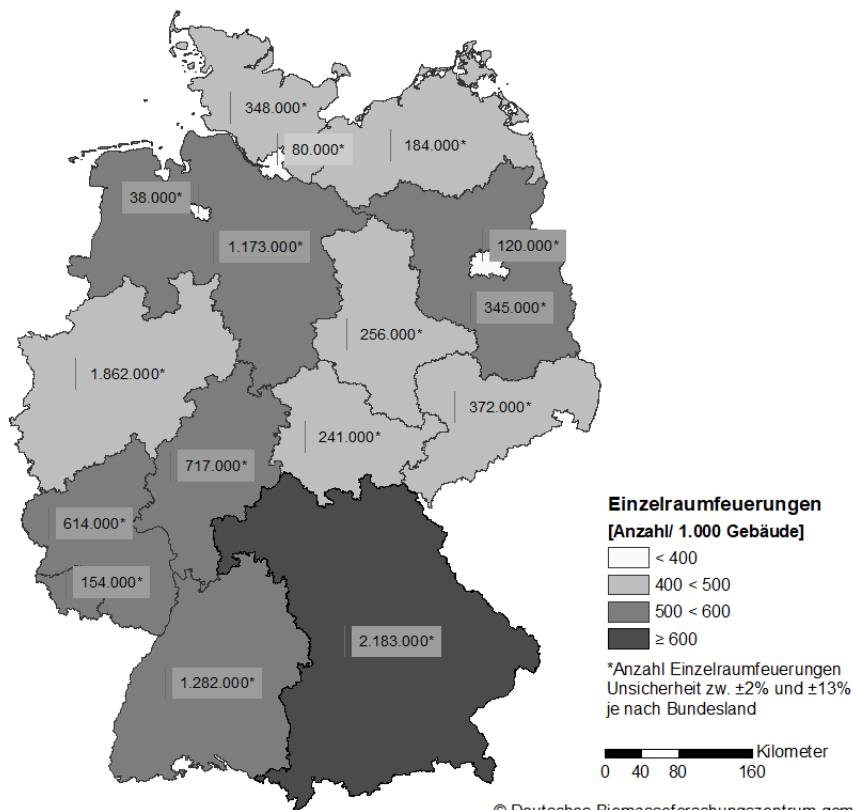 348.000*
80.000*
184.000*
38.000*
1.173.000*
120.000*
345.000*
256.000*
1.862.000*
372.000*
241.000*
717.000*
614.000*
154.000*
2.183.000*
1.282.000*
Einzelraumfeuerungen
[Anzahl/ 1.000 Gebäude]
< 400
400 < 500
500 < 600
≥ 600
*Anzahl Einzelraumfeuerungen
Unsicherheit zw. ±2% und ±13%
je nach Bundesland
Kilometer
0 40 80 160
© Deutsches Biomasseforschungszentrum gem